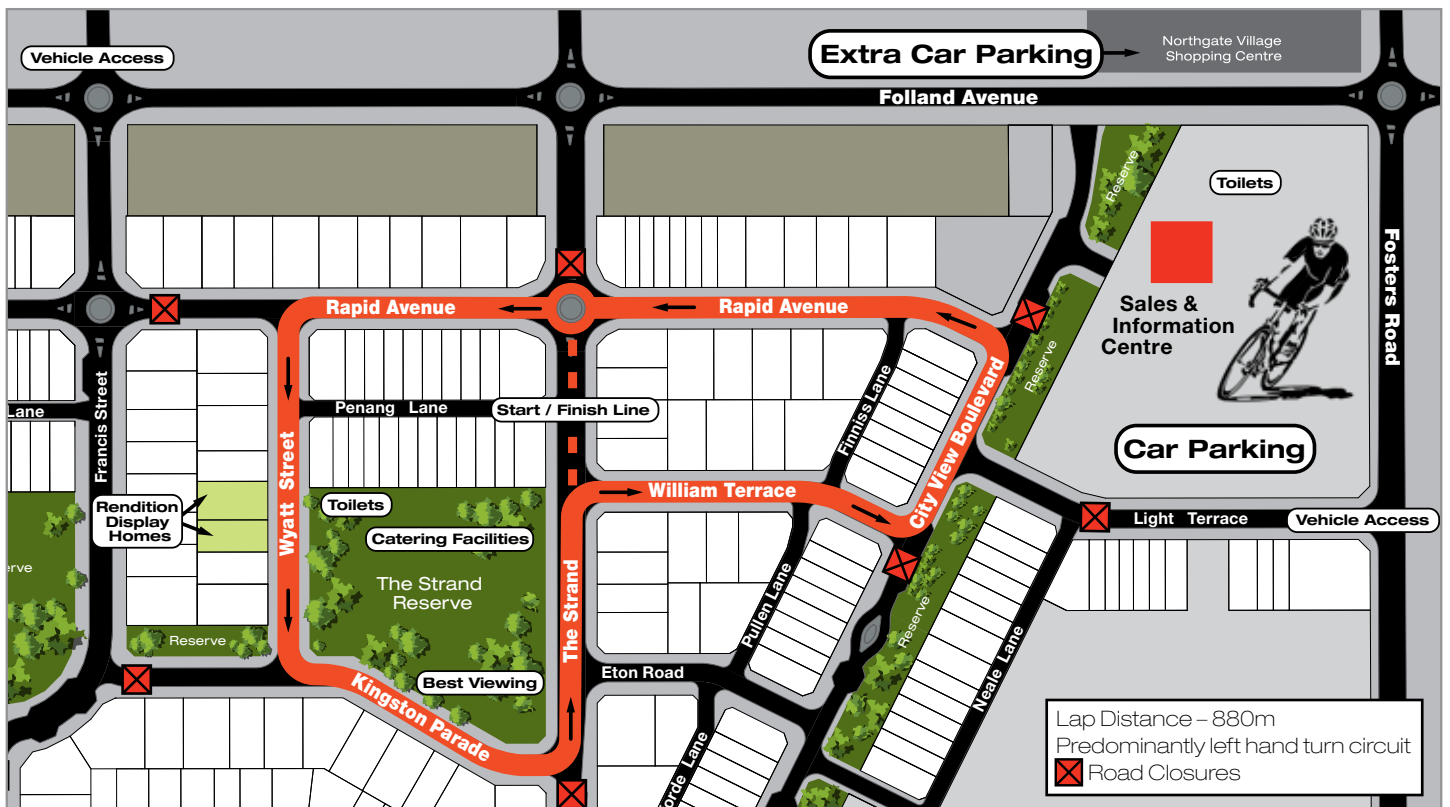 Vehicle Access
Extra Car Parking
Northgate Village
Shopping Centre
Folland Avenue
Reserve
Toilets
Fosters Road
Sales &
Information
Centre
Rapid Avenue
Rapid Avenue
Reserve
Lane
Francis Street
Penang Lane
Start / Finish Line
Finniss Lane
City View Boulevard
Car Parking
Wyatt Street
William Terrace
Rendition
Display
Homes
Toilets
Catering Facilities
Light Terrace
Vehicle Access
erve
The Strand
Reserve
The Strand
Pullen Lane
Reserve
Reserve
Best Viewing
Eton Road
Neale Lane
Kingston Parade
orde Lane
Lap Distance – 880m
Predominantly left hand turn circuit
Road Closures